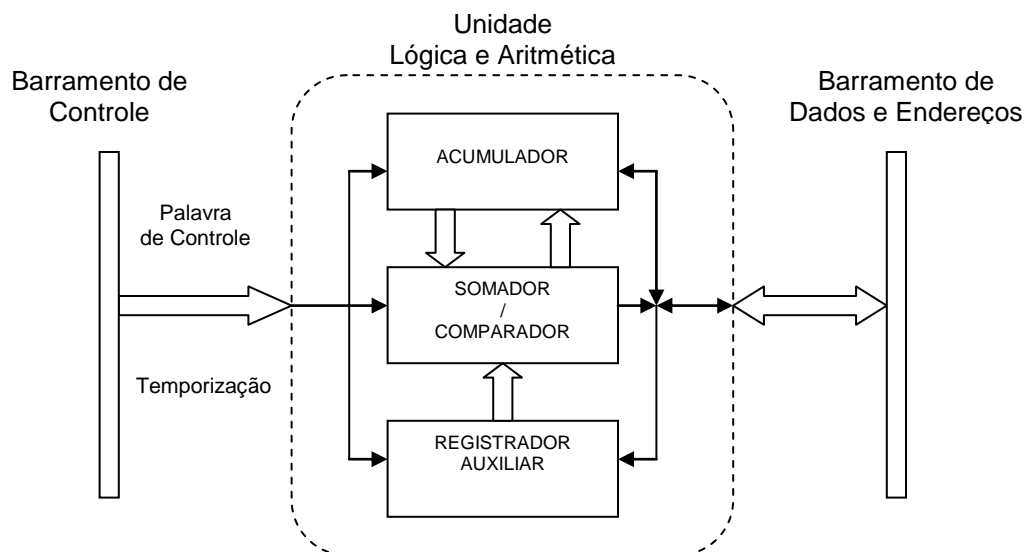 Unidade
Lógica e Aritmética
Barramento de
Controle
Barramento de
Dados e Endereços
ACUMULADOR
Palavra
de Controle
SOMADOR
/
COMPARADOR
Temporização
REGISTRADOR
AUXILIAR